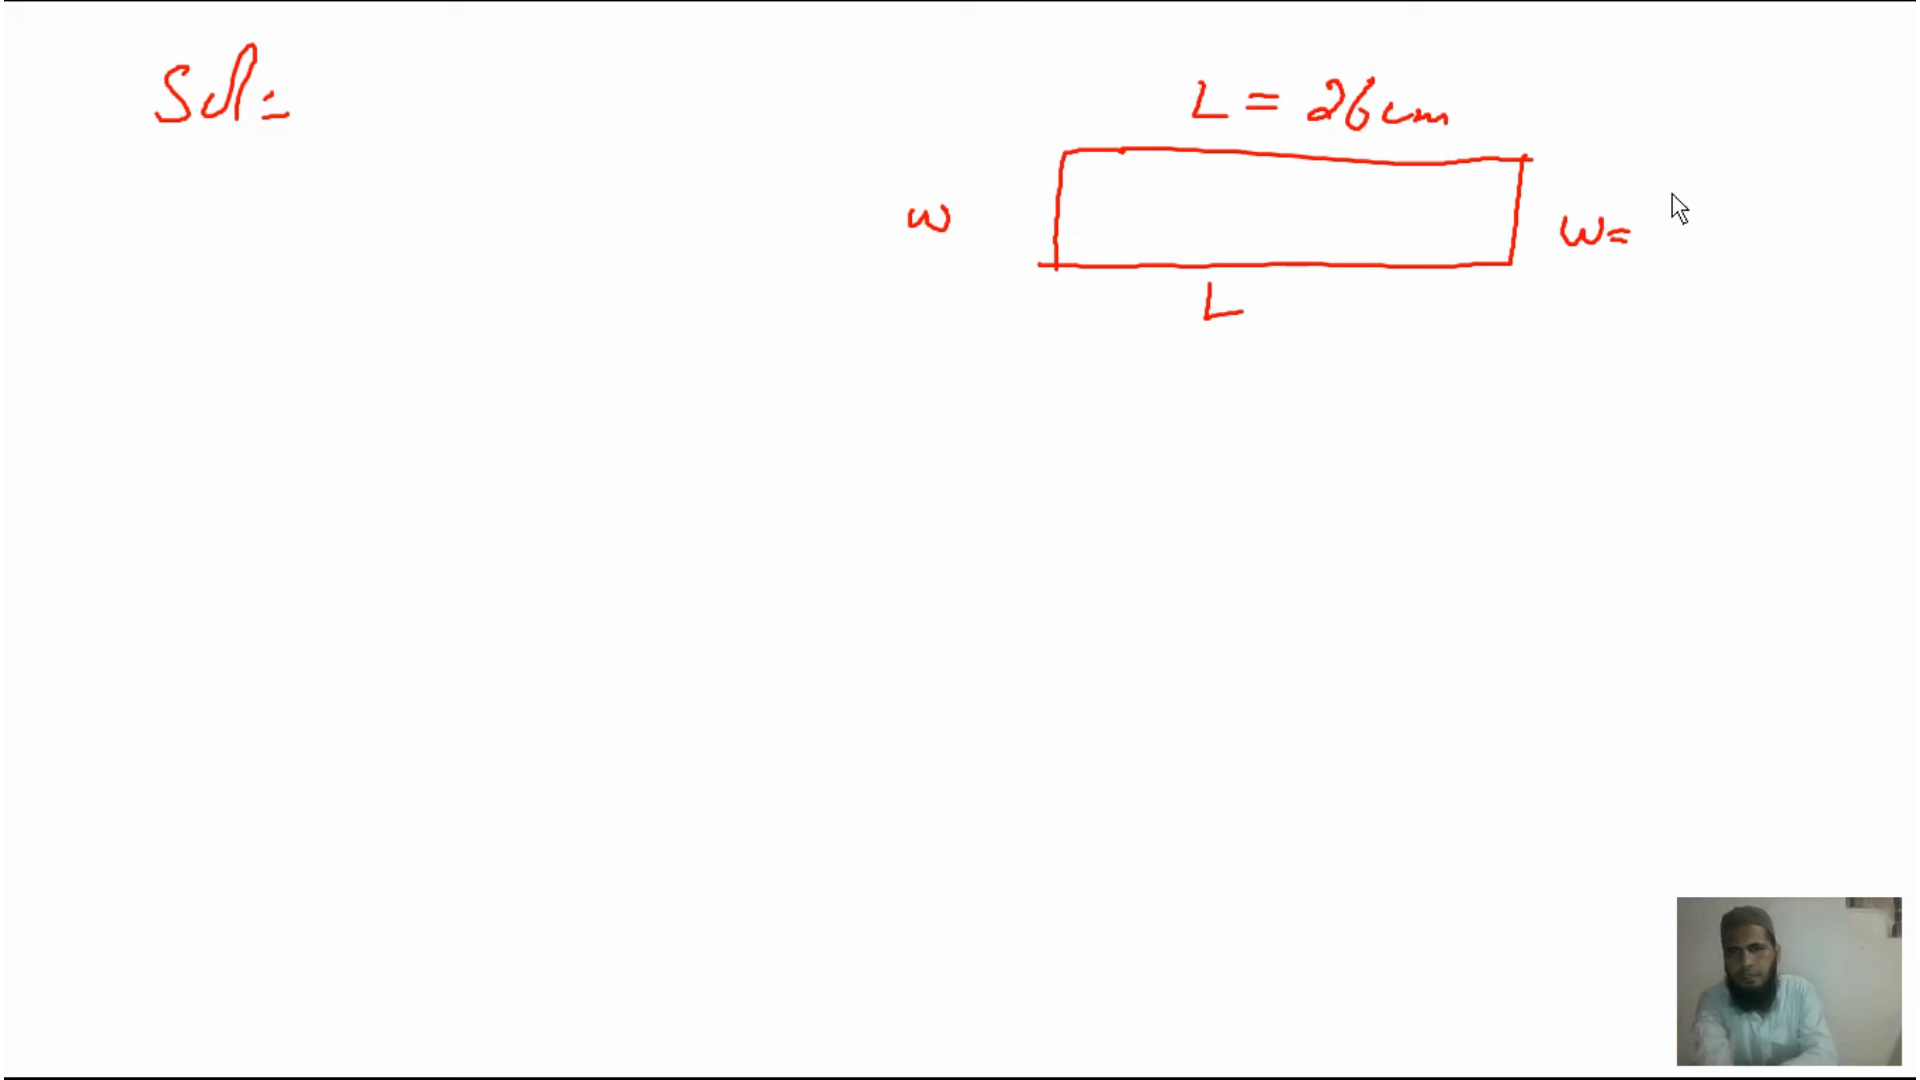 Sol=
L = 26cm
w
w=
L